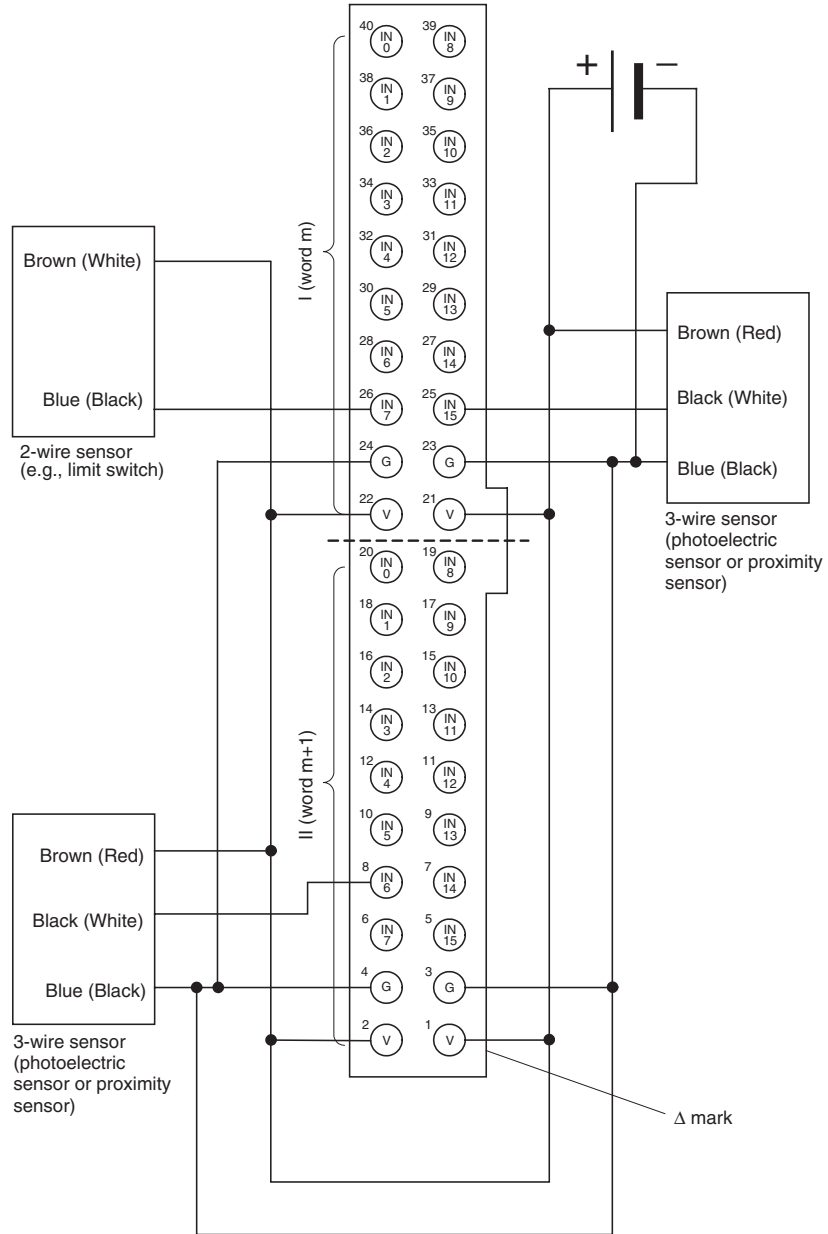 40 IN 0 39 IN 8
38 IN 1 37 IN 9
36 IN 2 35 IN 10
34 IN 3 33 IN 11
32 IN 4 31 IN 12
30 IN 5 29 IN 13
28 IN 6 27 IN 14
26 IN 7 25 IN 15
24 G 23 G
22 V 21 V
20 IN 0 19 IN 8
18 IN 1 17 IN 9
16 IN 2 15 IN 10
14 IN 3 13 IN 11
12 IN 4 11 IN 12
10 IN 5 9 IN 13
8 IN 6 7 IN 14
6 IN 7 5 IN 15
4 G 3 G
2 V 1 V
I (word m)
II (word m+1)
+ −
Brown (White)
Blue (Black)
2-wire sensor
(e.g., limit switch)
Brown (Red)
Black (White)
Blue (Black)
3-wire sensor
(photoelectric
sensor or proximity
sensor)
Brown (Red)
Black (White)
Blue (Black)
3-wire sensor
(photoelectric
sensor or proximity
sensor)
Δ mark